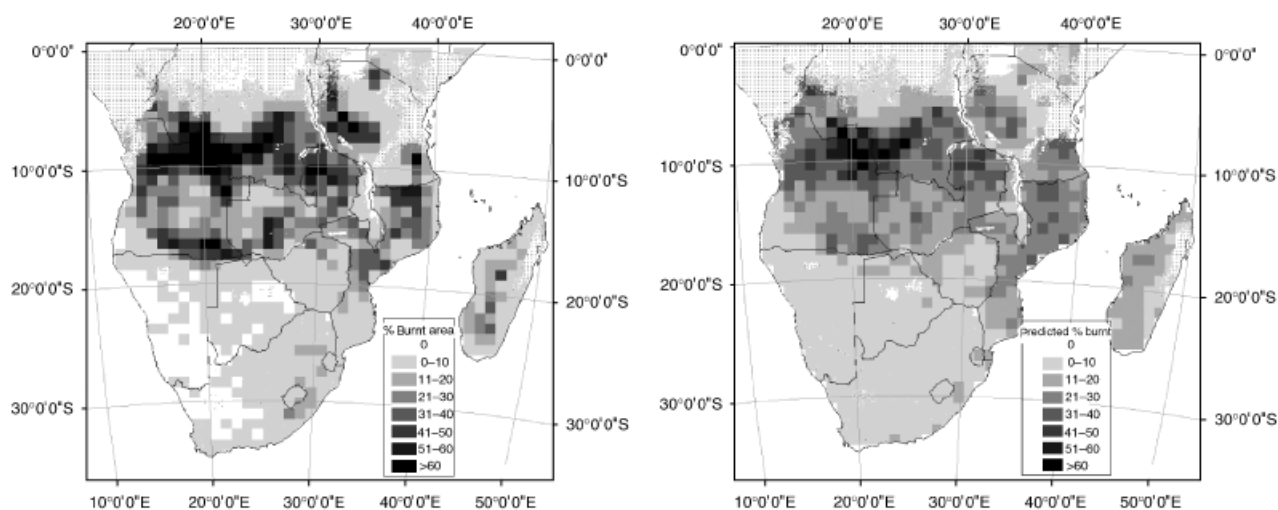 20°0′0″E 30°0′0″E 40°0′0″E
0°0′0″
0°0′0″
10°0′0″S
10°0′0″S
20°0′0″S
20°0′0″S
30°0′0″S
30°0′0″S
% Burnt area
0
0–10
11–20
21–30
31–40
41–50
51–60
>60
10°0′0″E 20°0′0″E 30°0′0″E 40°0′0″E 50°0′0″E
20°0′0″E 30°0′0″E 40°0′0″E
0°0′0″
0°0′0″
10°0′0″S
10°0′0″S
20°0′0″S
20°0′0″S
30°0′0″S
30°0′0″S
Predicted % burnt
0
0–10
11–20
21–30
31–40
41–50
51–60
>60
10°0′0″E 20°0′0″E 30°0′0″E 40°0′0″E 50°0′0″E